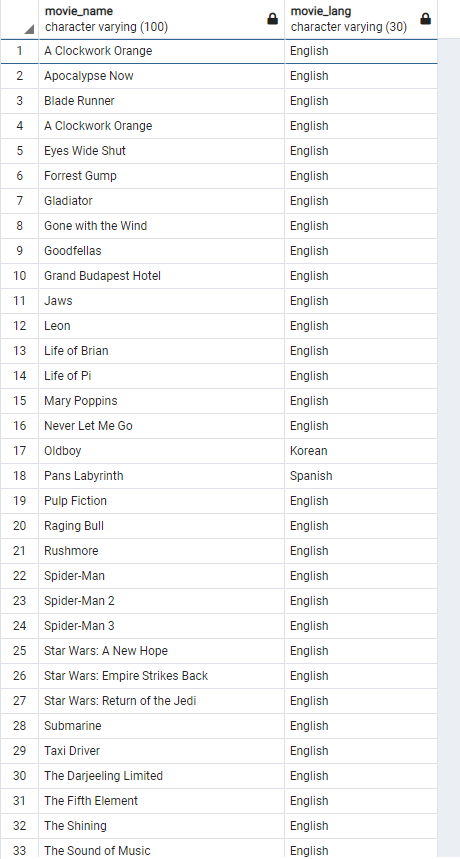 movie_name movie_lang
character varying (100) character varying (30)
1 A Clockwork Orange English
2 Apocalypse Now English
3 Blade Runner English
4 A Clockwork Orange English
5 Eyes Wide Shut English
6 Forrest Gump English
7 Gladiator English
8 Gone with the Wind English
9 Goodfellas English
10 Grand Budapest Hotel English
11 Jaws English
12 Leon English
13 Life of Brian English
14 Life of Pi English
15 Mary Poppins English
16 Never Let Me Go English
17 Oldboy Korean
18 Pans Labyrinth Spanish
19 Pulp Fiction English
20 Raging Bull English
21 Rushmore English
22 Spider-Man English
23 Spider-Man 2 English
24 Spider-Man 3 English
25 Star Wars: A New Hope English
26 Star Wars: Empire Strikes Back English
27 Star Wars: Return of the Jedi English
28 Submarine English
29 Taxi Driver English
30 The Darjeeling Limited English
31 The Fifth Element English
32 The Shining English
33 The Sound of Music English